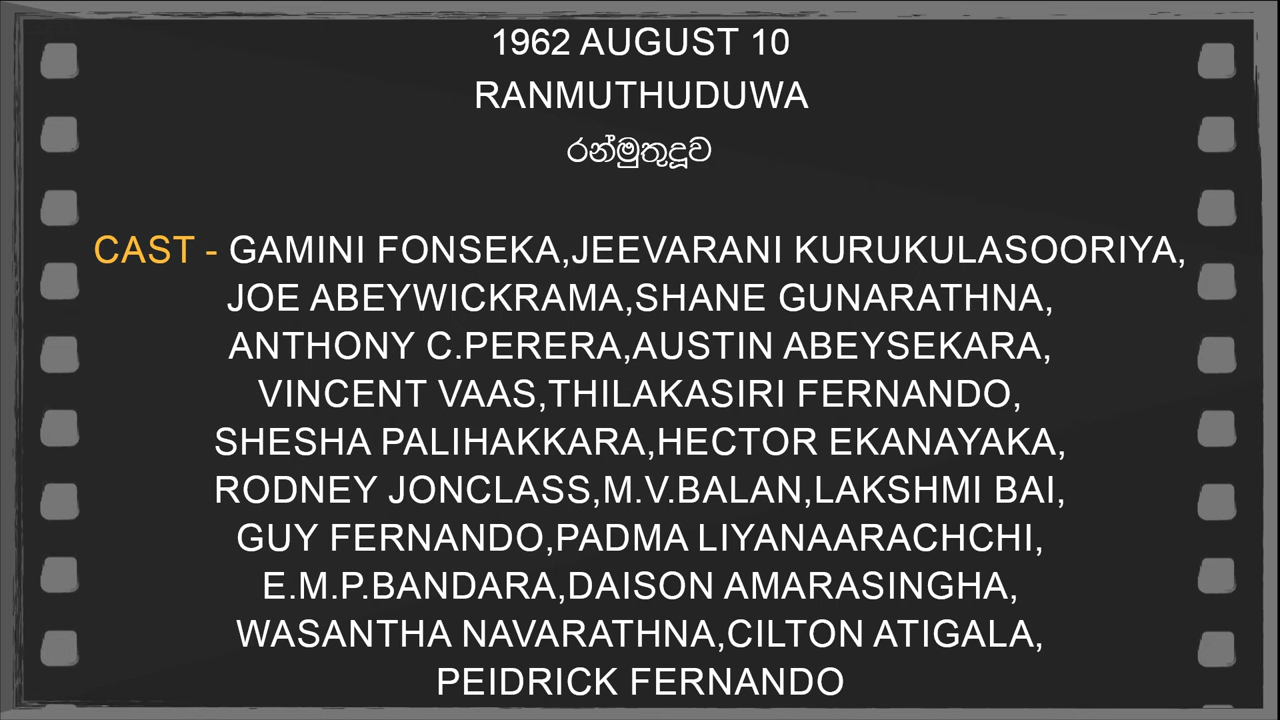 1962 AUGUST 10
RANMUTHUDUWA
රන්මුතුදූව
CAST - GAMINI FONSEKA,JEEVARANI KURUKULASOORIYA,
JOE ABEYWICKRAMA,SHANE GUNARATHNA,
ANTHONY C.PERERA,AUSTIN ABEYSEKARA,
VINCENT VAAS,THILAKASIRI FERNANDO,
SHESHA PALIHAKKARA,HECTOR EKANAYAKA,
RODNEY JONCLASS,M.V.BALAN,LAKSHMI BAI,
GUY FERNANDO,PADMA LIYANAARACHCHI,
E.M.P.BANDARA,DAISON AMARASINGHA,
WASANTHA NAVARATHNA,CILTON ATIGALA,
PEIDRICK FERNANDO